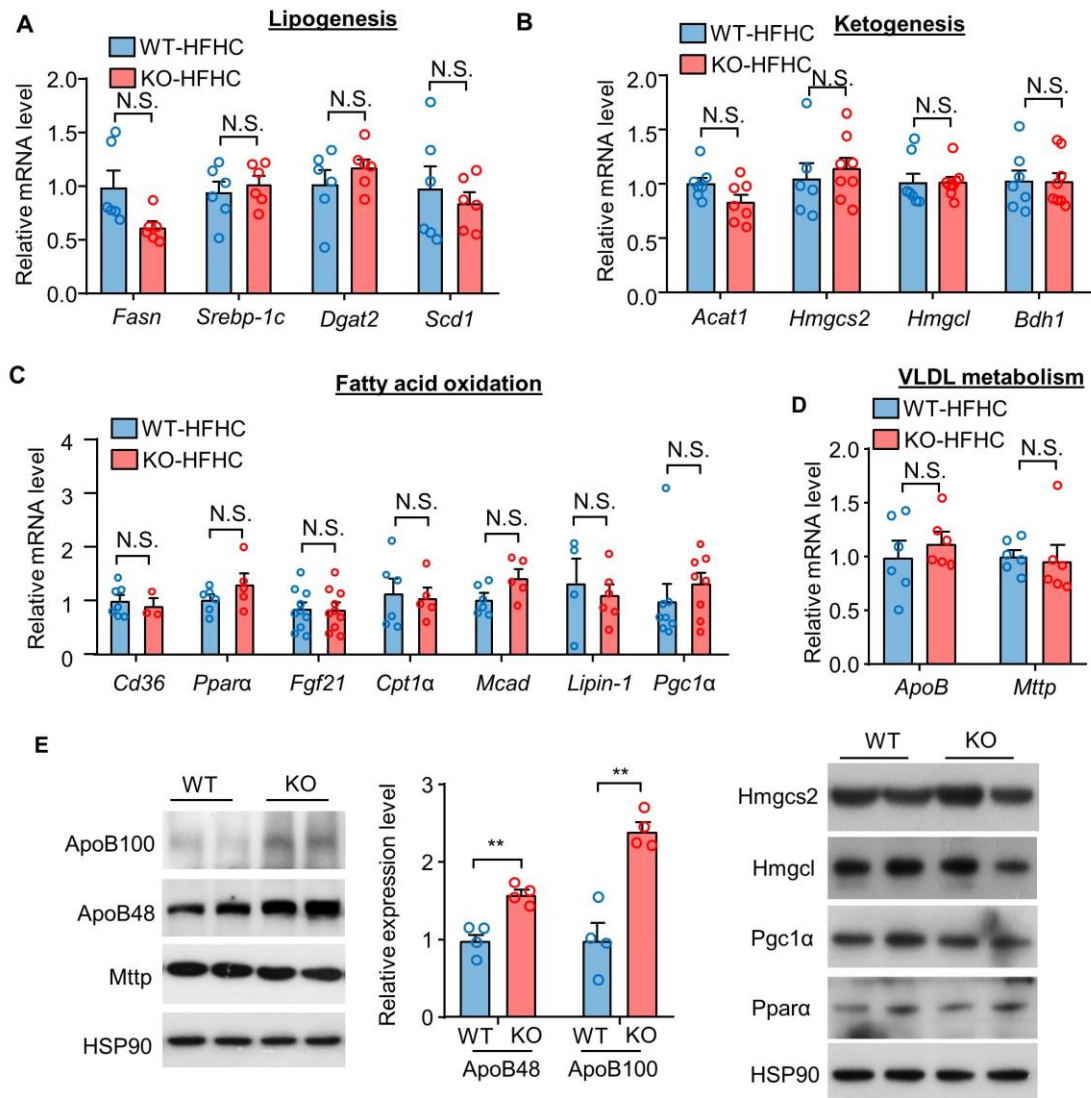 A
Lipogenesis
WT-HFHC
KO-HFHC
Relative mRNA level
2.0
1.5
1.0
0.5
0.0
N.S.
N.S.
N.S.
N.S.
Fasn Srebp-1c Dgat2 Scd1
B
Ketogenesis
WT-HFHC
KO-HFHC
Relative mRNA level
2.0
1.5
1.0
0.5
0.0
N.S.
N.S.
N.S.
N.S.
Acat1 Hmgcs2 Hmgcl Bdh1
C
Fatty acid oxidation
WT-HFHC
KO-HFHC
Relative mRNA level
4
3
2
1
0
N.S.
N.S.
N.S.
N.S.
N.S.
N.S.
N.S.
Cd36 Pparα Fgf21 Cpt1α Mcad Lipin-1 Pgc1α
VLDL metabolism
D
WT-HFHC
KO-HFHC
Relative mRNA level
2.0
1.5
1.0
0.5
0.0
N.S.
N.S.
ApoB Mttp
E
WT KO
ApoB100
ApoB48
Mttp
HSP90
Relative expression level
3
2
1
0
**
**
WT KO WT KO
ApoB48 ApoB100
WT KO
Hmgcs2
Hmgcl
Pgc1α
Pparα
HSP90